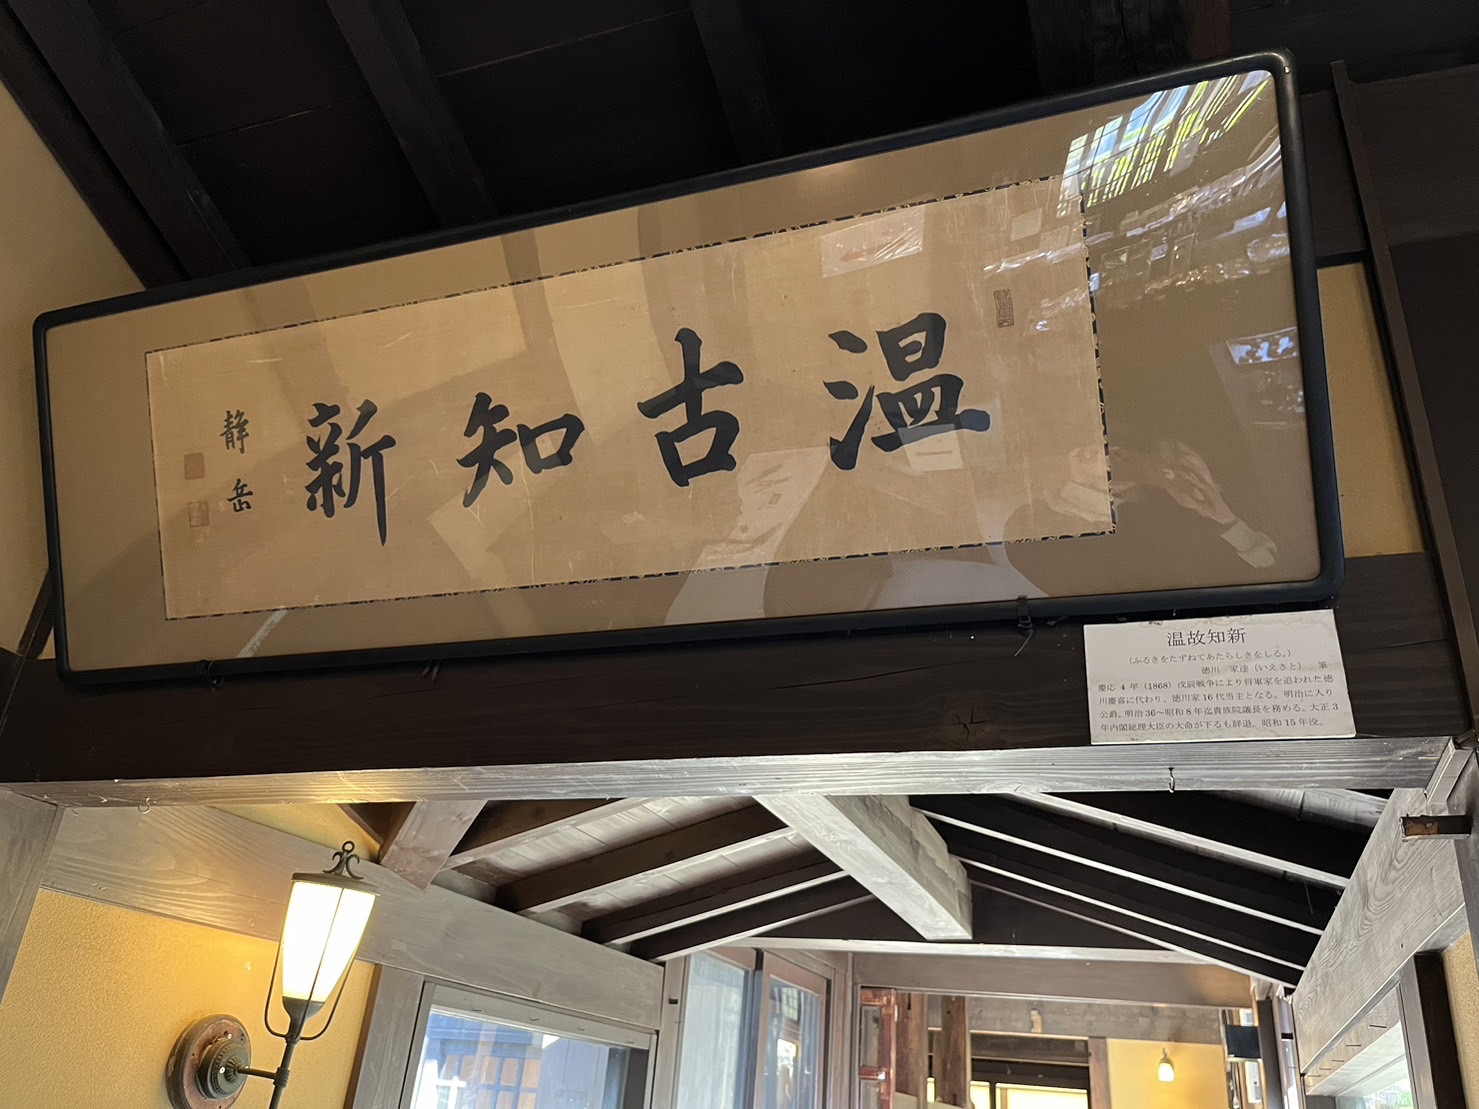 温古知新
静岳
温故知新
(ふるきをたずねてあたらしきをしる。)
徳川 家達(いえさと) 筆
慶応 4 年(1868)戊辰戦争により将軍家を追われた徳
川慶喜に代わり、徳川家 16 代当主となる。明治に入り
公爵。明治 36〜昭和 8 年迄貴族院議長を務める。大正 3
年内閣総理大臣の大命が下るも辞退。昭和 15 年没。